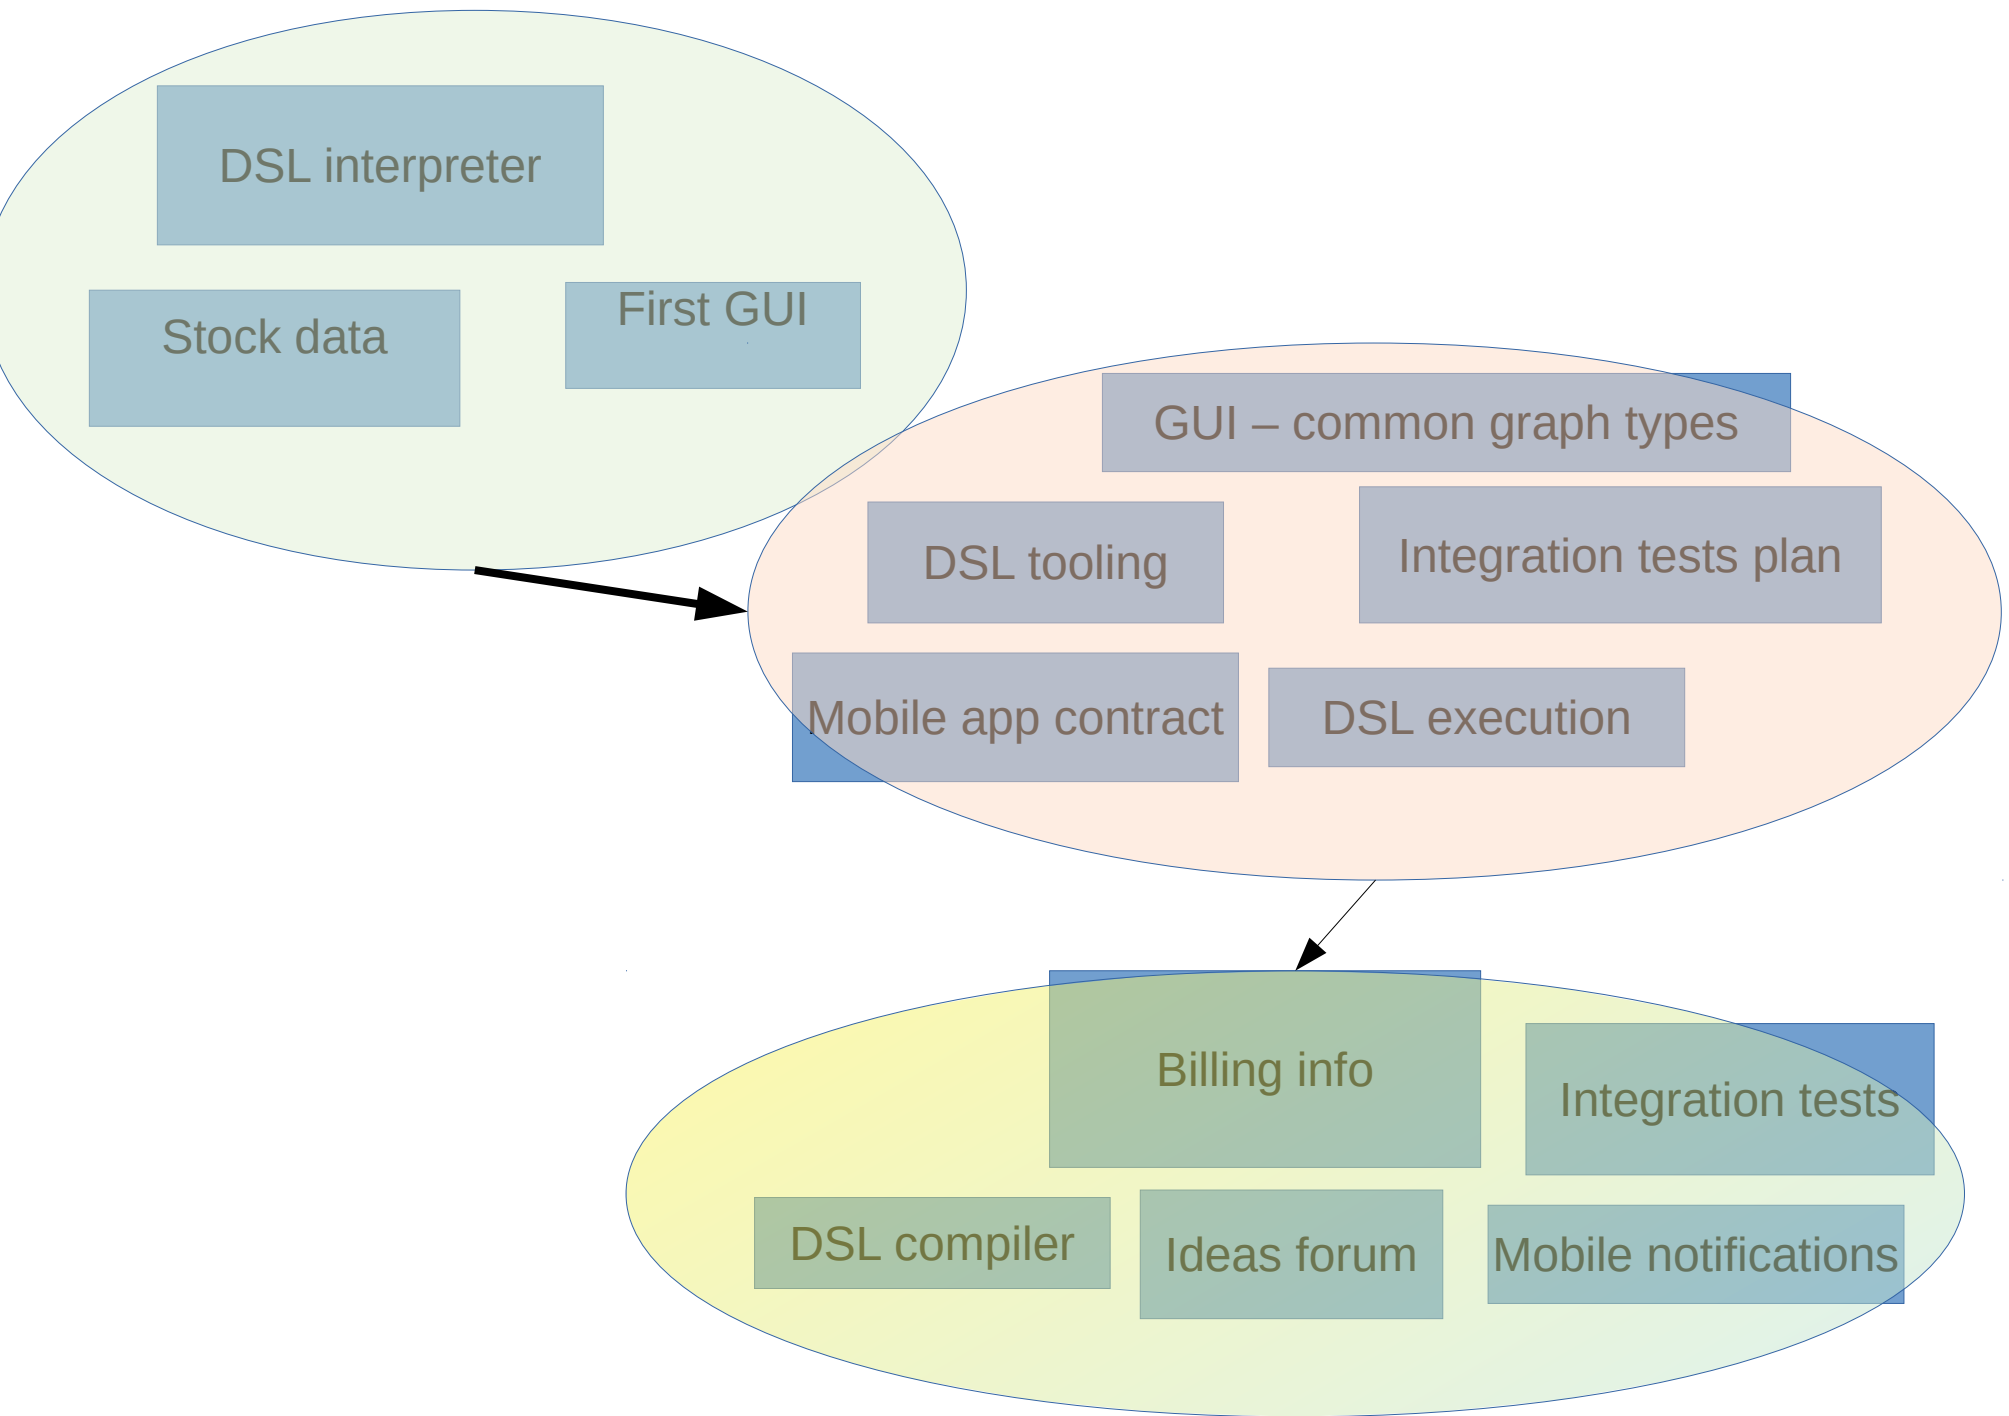 DSL interpreter
Stock data
First GUI
GUI – common graph types
DSL tooling
Integration tests plan
Mobile app contract
DSL execution
Billing info
Integration tests
DSL compiler
Ideas forum
Mobile notifications